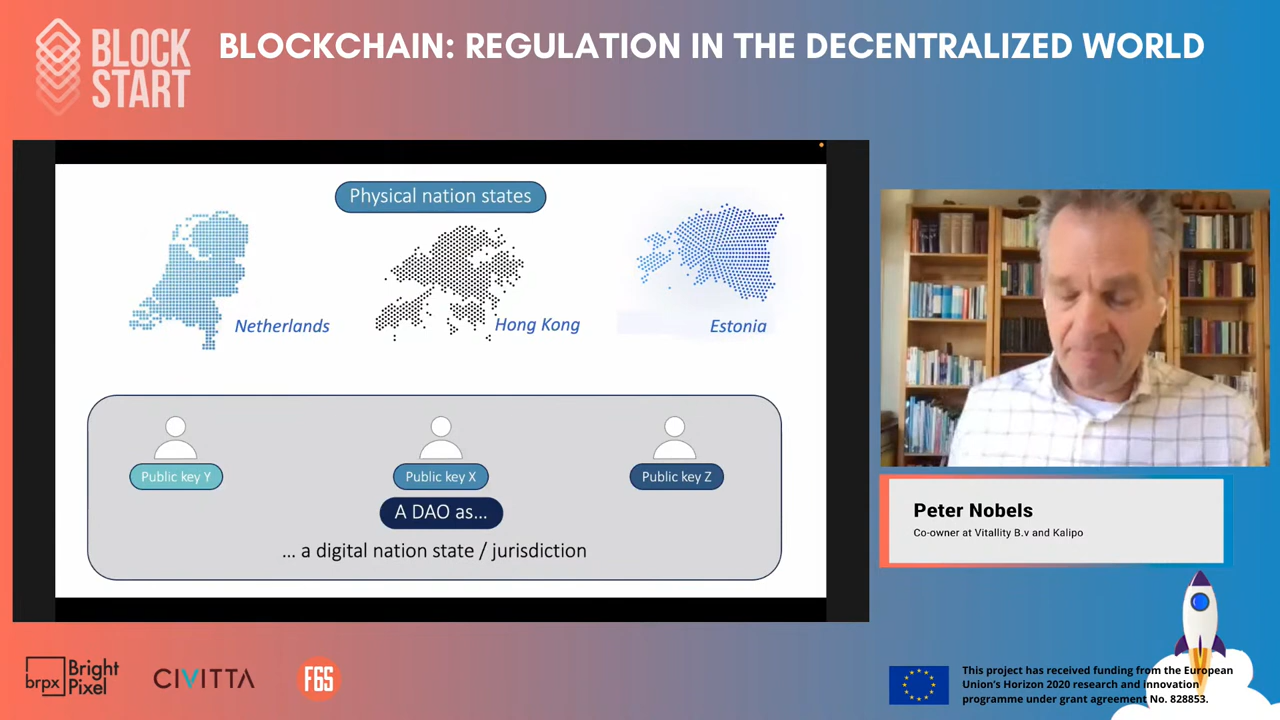 BLOCK
START
BLOCKCHAIN: REGULATION IN THE DECENTRALIZED WORLD
Physical nation states
Netherlands
Hong Kong
Estonia
Public key Y
Public key X
Public key Z
A DAO as...
... a digital nation state / jurisdiction
Peter Nobels
Co-owner at Vitallity B.v and Kalipo
brpx
Bright
Pixel
CIVITTA
F6S
This project has received funding from the European
Union's Horizon 2020 research and innovation
programme under grant agreement No. 828853.